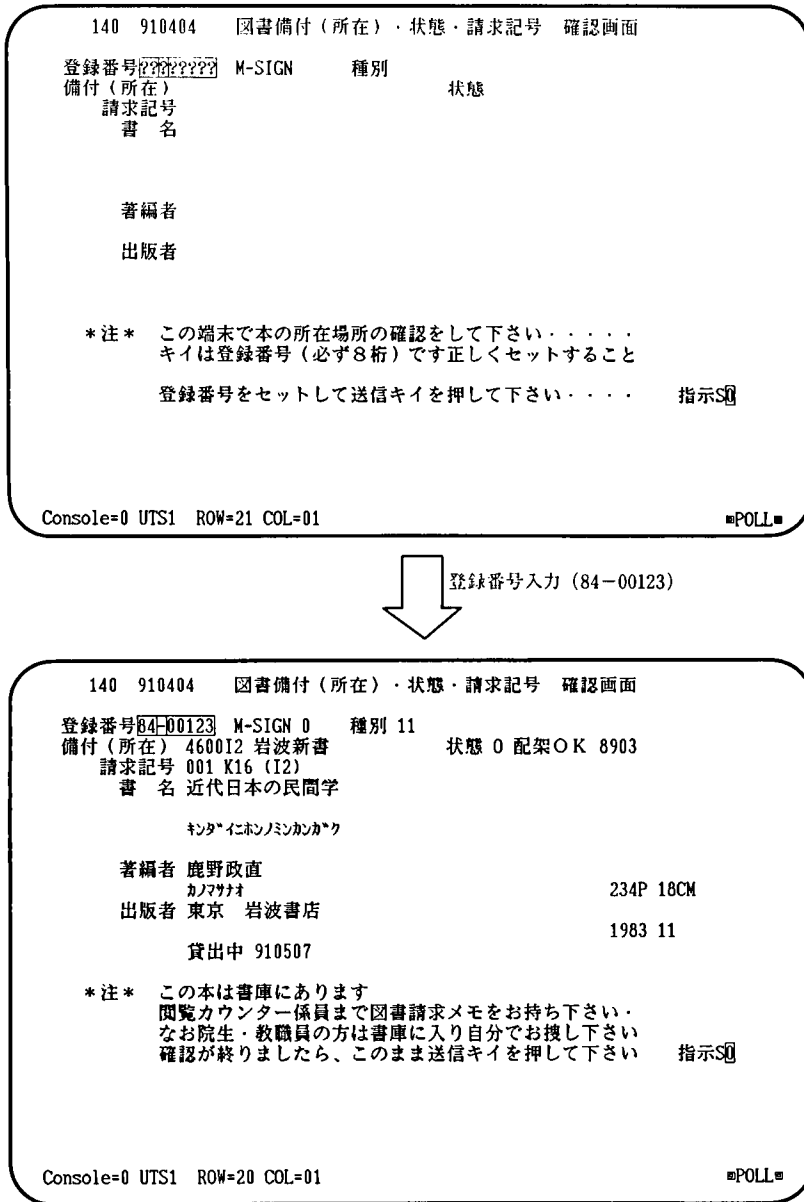 140 910404 図書備付(所在)・状態・請求記号 確認画面
登録番号???????? M-SIGN 種別
備付(所在) 状態
請求記号
書 名
著編者
出版者
*注* この端末で本の所在場所の確認をして下さい・・・・・
キイは登録番号(必ず8桁)です正しくセットすること
登録番号をセットして送信キイを押して下さい・・・・ 指示S0
Console=0 UTS1 ROW=21 COL=01 POLL
登録番号入力 (84-00123)
140 910404 図書備付(所在)・状態・請求記号 確認画面
登録番号84-00123 M-SIGN 0 種別 11
備付(所在) 4600I2 岩波新書 状態 0 配架OK 8903
請求記号 001 K16 (I2)
書 名 近代日本の民間学
キンダイニホンノミンカンガク
著編者 鹿野政直
カノマサナオ 234P 18CM
出版者 東京 岩波書店
1983 11
貸出中 910507
*注* この本は書庫にあります
閲覧カウンター係員まで図書請求メモをお持ち下さい・
なお院生・教職員の方は書庫に入り自分でお捜し下さい
確認が終りましたら、このまま送信キイを押して下さい 指示S0
Console=0 UTS1 ROW=20 COL=01 POLL